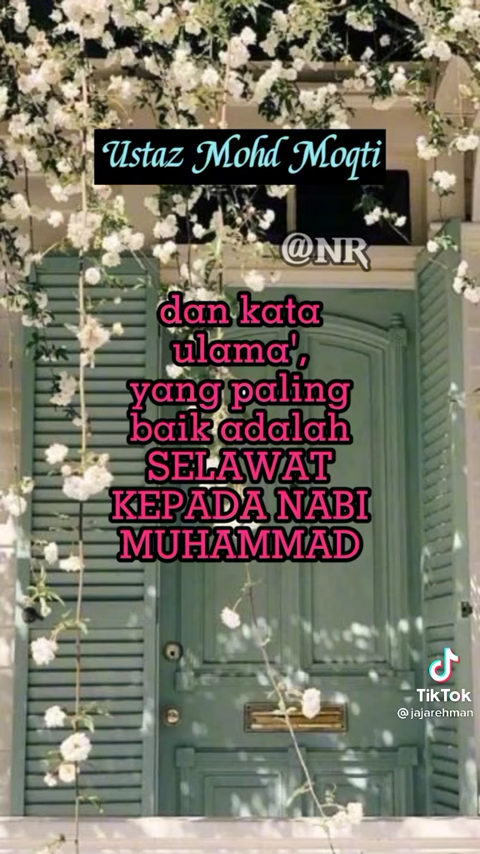 Ustaz Mohd Moqti
@NR
dan kata
ulama',
yang paling
baik adalah
SELAWAT
KEPADA NABI
MUHAMMAD
TikTok
@jajarehman